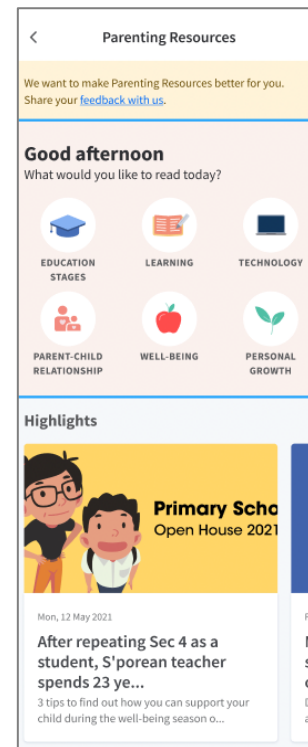 Parenting Resources
We want to make Parenting Resources better for you.
Share your feedback with us.
Good afternoon
What would you like to read today?
EDUCATION
STAGES
LEARNING
TECHNOLOGY
PARENT-CHILD
RELATIONSHIP
WELL-BEING
PERSONAL
GROWTH
Highlights
Primary Scho
Open House 2021
Mon, 12 May 2021
After repeating Sec 4 as a
student, S'porean teacher
spends 23 ye...
3 tips to find out how you can support your
child during the well-being season o...